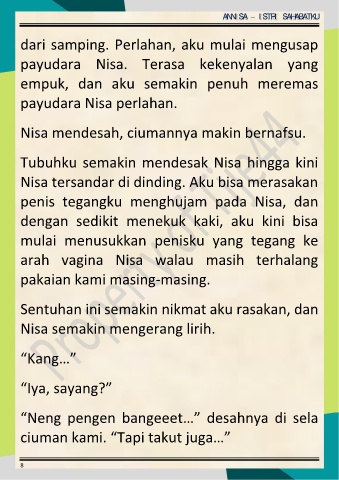 ANNISA – ISTRI SAHABATKU
dari samping. Perlahan, aku mulai mengusap
payudara Nisa. Terasa kekenyalan yang
empuk, dan aku semakin penuh meremas
payudara Nisa perlahan.
Nisa mendesah, ciumannya makin bernafsu.
Tubuhku semakin mendesak Nisa hingga kini
Nisa tersandar di dinding. Aku bisa merasakan
penis tegangku menghujam pada Nisa, dan
dengan sedikit menekuk kaki, aku kini bisa
mulai menusukkan penisku yang tegang ke
arah vagina Nisa walau masih terhalang
pakaian kami masing-masing.
Sentuhan ini semakin nikmat aku rasakan, dan
Nisa semakin mengerang lirih.
“Kang…”
“Iya, sayang?”
“Neng pengen bangeeet…” desahnya di sela
ciuman kami. “Tapi takut juga…”
8